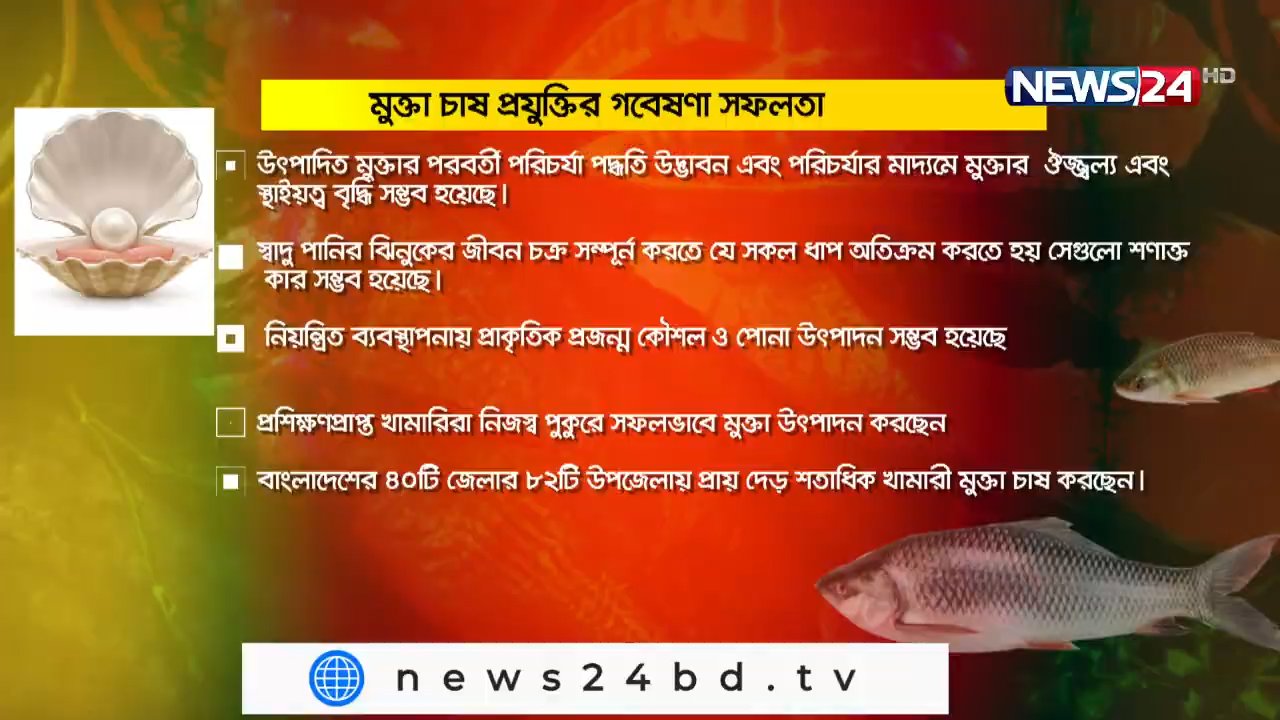 NEWS24 HD
মুক্তা চাষ প্রযুক্তির গবেষণা সফলতা
উৎপাদিত মুক্তার পরবর্তী পরিচর্যা পদ্ধতি উদ্ভাবন এবং পরিচর্যার মাদ্যমে মুক্তার ঔজ্জ্বল্য এবং
স্থাইয়ত্ব বৃদ্ধি সম্ভব হয়েছে।
স্বাদু পানির ঝিনুকের জীবন চক্র সম্পূর্ন করতে যে সকল ধাপ অতিক্রম করতে হয় সেগুলো শণাক্ত
কার সম্ভব হয়েছে।
নিয়ন্ত্রিত ব্যবস্থাপনায় প্রাকৃতিক প্রজন্ম কৌশল ও পোনা উৎপাদন সম্ভব হয়েছে
প্রশিক্ষণপ্রাপ্ত খামারিরা নিজস্ব পুকুরে সফলভাবে মুক্তা উৎপাদন করছেন
বাংলাদেশের ৪০টি জেলার ৮২টি উপজেলায় প্রায় দেড় শতাধিক খামারী মুক্তা চাষ করছেন।
news24bd.tv